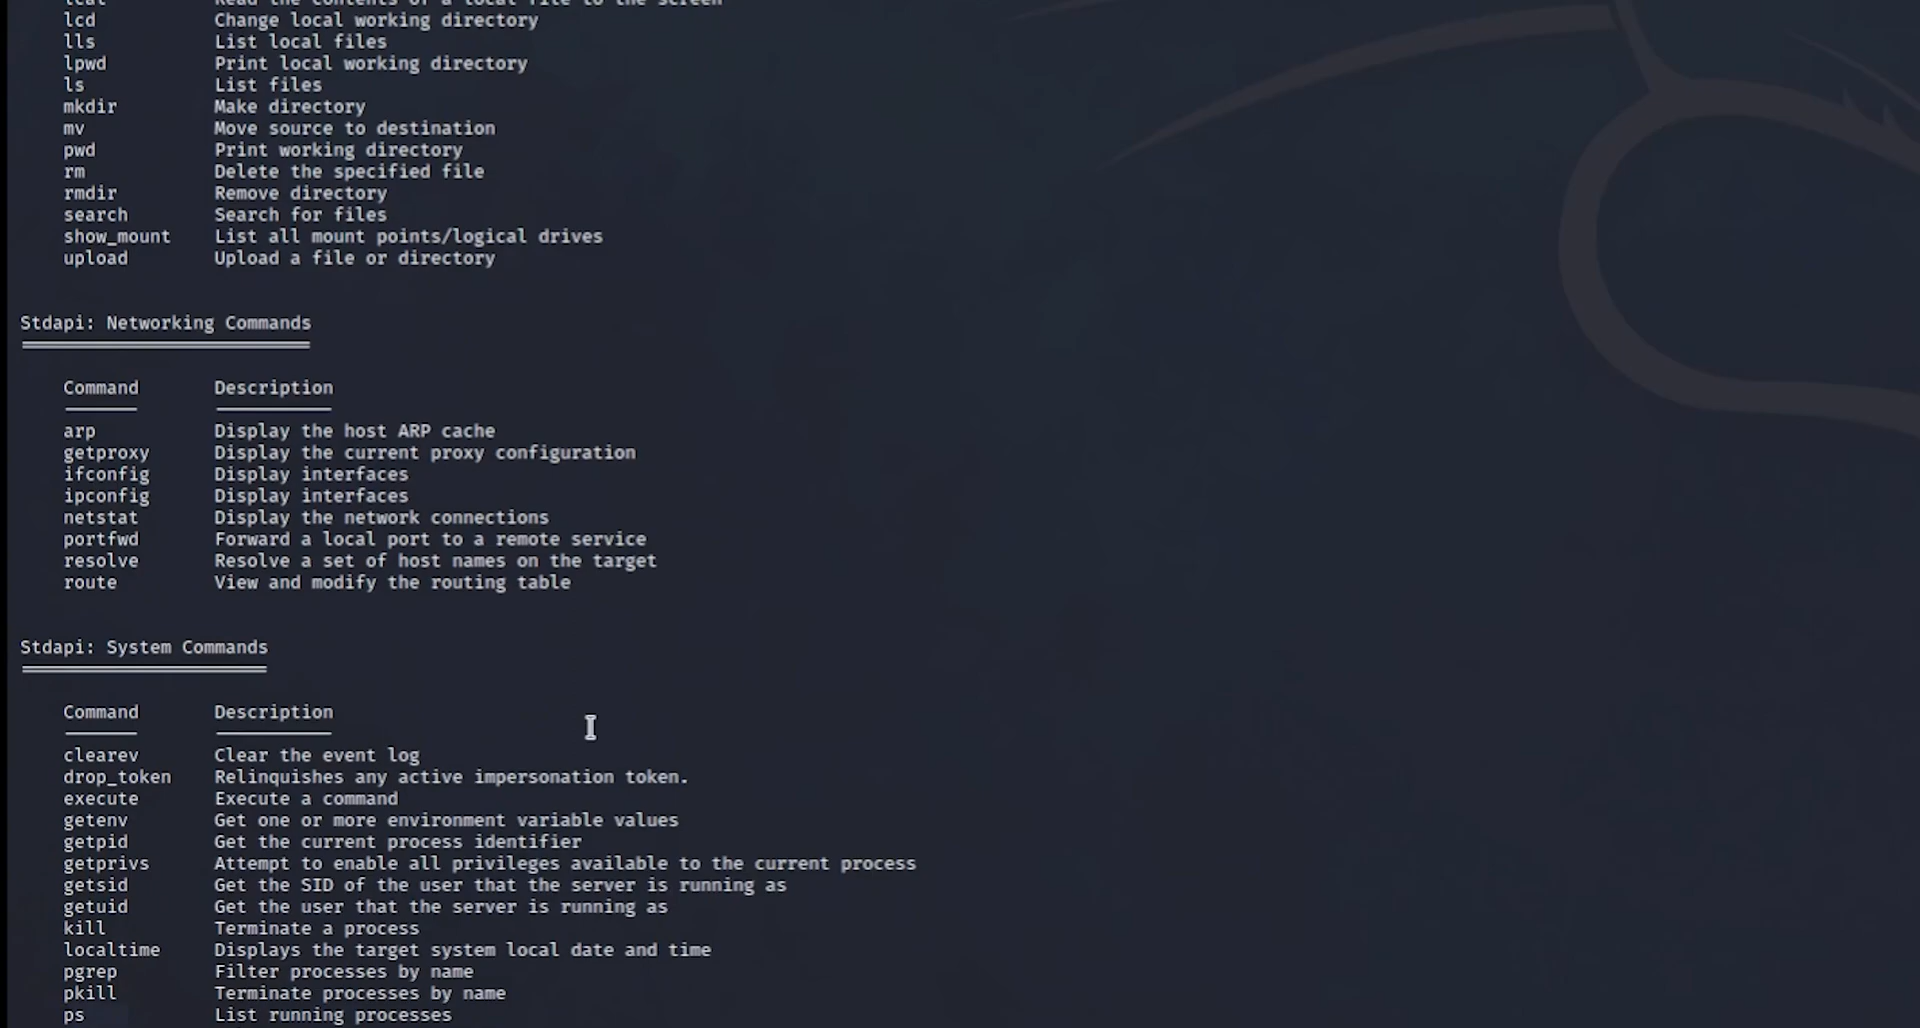 lcat           Read the contents of a local file to the screen
lcd            Change local working directory
lls            List local files
lpwd           Print local working directory
ls             List files
mkdir          Make directory
mv             Move source to destination
pwd            Print working directory
rm             Delete the specified file
rmdir          Remove directory
search         Search for files
show_mount     List all mount points/logical drives
upload         Upload a file or directory
Stdapi: Networking Commands
Command        Description
arp            Display the host ARP cache
getproxy       Display the current proxy configuration
ifconfig       Display interfaces
ipconfig       Display interfaces
netstat        Display the network connections
portfwd        Forward a local port to a remote service
resolve        Resolve a set of host names on the target
route          View and modify the routing table
Stdapi: System Commands
Command        Description
clearev        Clear the event log
drop_token     Relinquishes any active impersonation token.
execute        Execute a command
getenv         Get one or more environment variable values
getpid         Get the current process identifier
getprivs       Attempt to enable all privileges available to the current process
getsid         Get the SID of the user that the server is running as
getuid         Get the user that the server is running as
kill           Terminate a process
localtime      Displays the target system local date and time
pgrep          Filter processes by name
pkill          Terminate processes by name
ps             List running processes